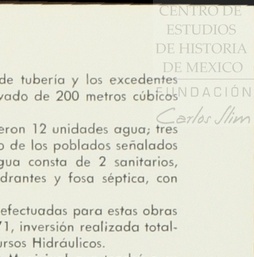 CENTRO DE
ESTUDIOS
DE HISTORIA
DE MEXICO
FUNDACIÓN
Carlos Slim
de tubería y los excedentes
vado de 200 metros cúbicos
eron 12 unidades agua; tres
o de los poblados señalados
gua consta de 2 sanitarios,
drantes y fosa séptica, con
efectuadas para estas obras
71, inversión realizada total-
ursos Hidráulicos.